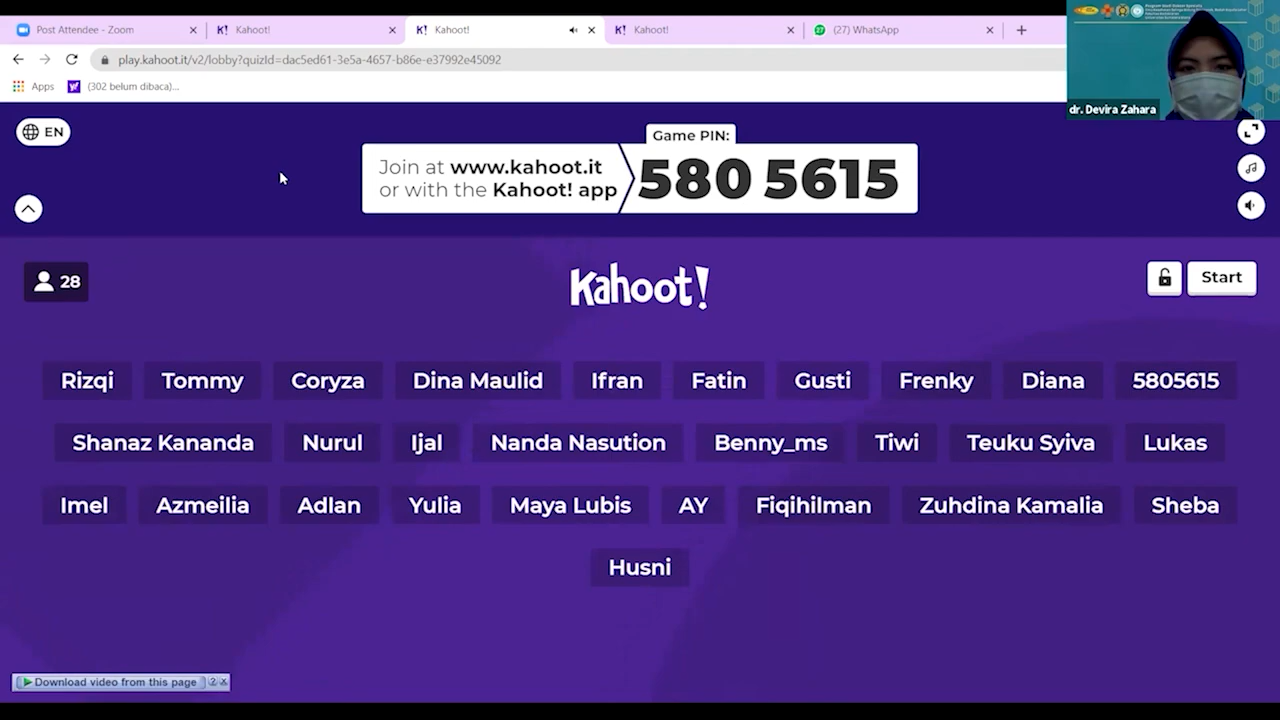 Post Attendee - Zoom
Kahoot!
Kahoot!
Kahoot!
(27) WhatsApp
play.kahoot.it/v2/lobby?quizId=dac5ed61-3e5a-4657-b86e-e37992e45092
Apps
(302 belum dibaca)...
dr. Devira Zahara
EN
Game PIN:
Join at www.kahoot.it
or with the Kahoot! app
580 5615
28
Kahoot!
Start
Rizqi Tommy Coryza Dina Maulid Ifran Fatin Gusti Frenky Diana 5805615
Shanaz Kananda Nurul Ijal Nanda Nasution Benny_ms Tiwi Teuku Syiva Lukas
Imel Azmeilia Adlan Yulia Maya Lubis AY Fiqihilman Zuhdina Kamalia Sheba
Husni
Download video from this page